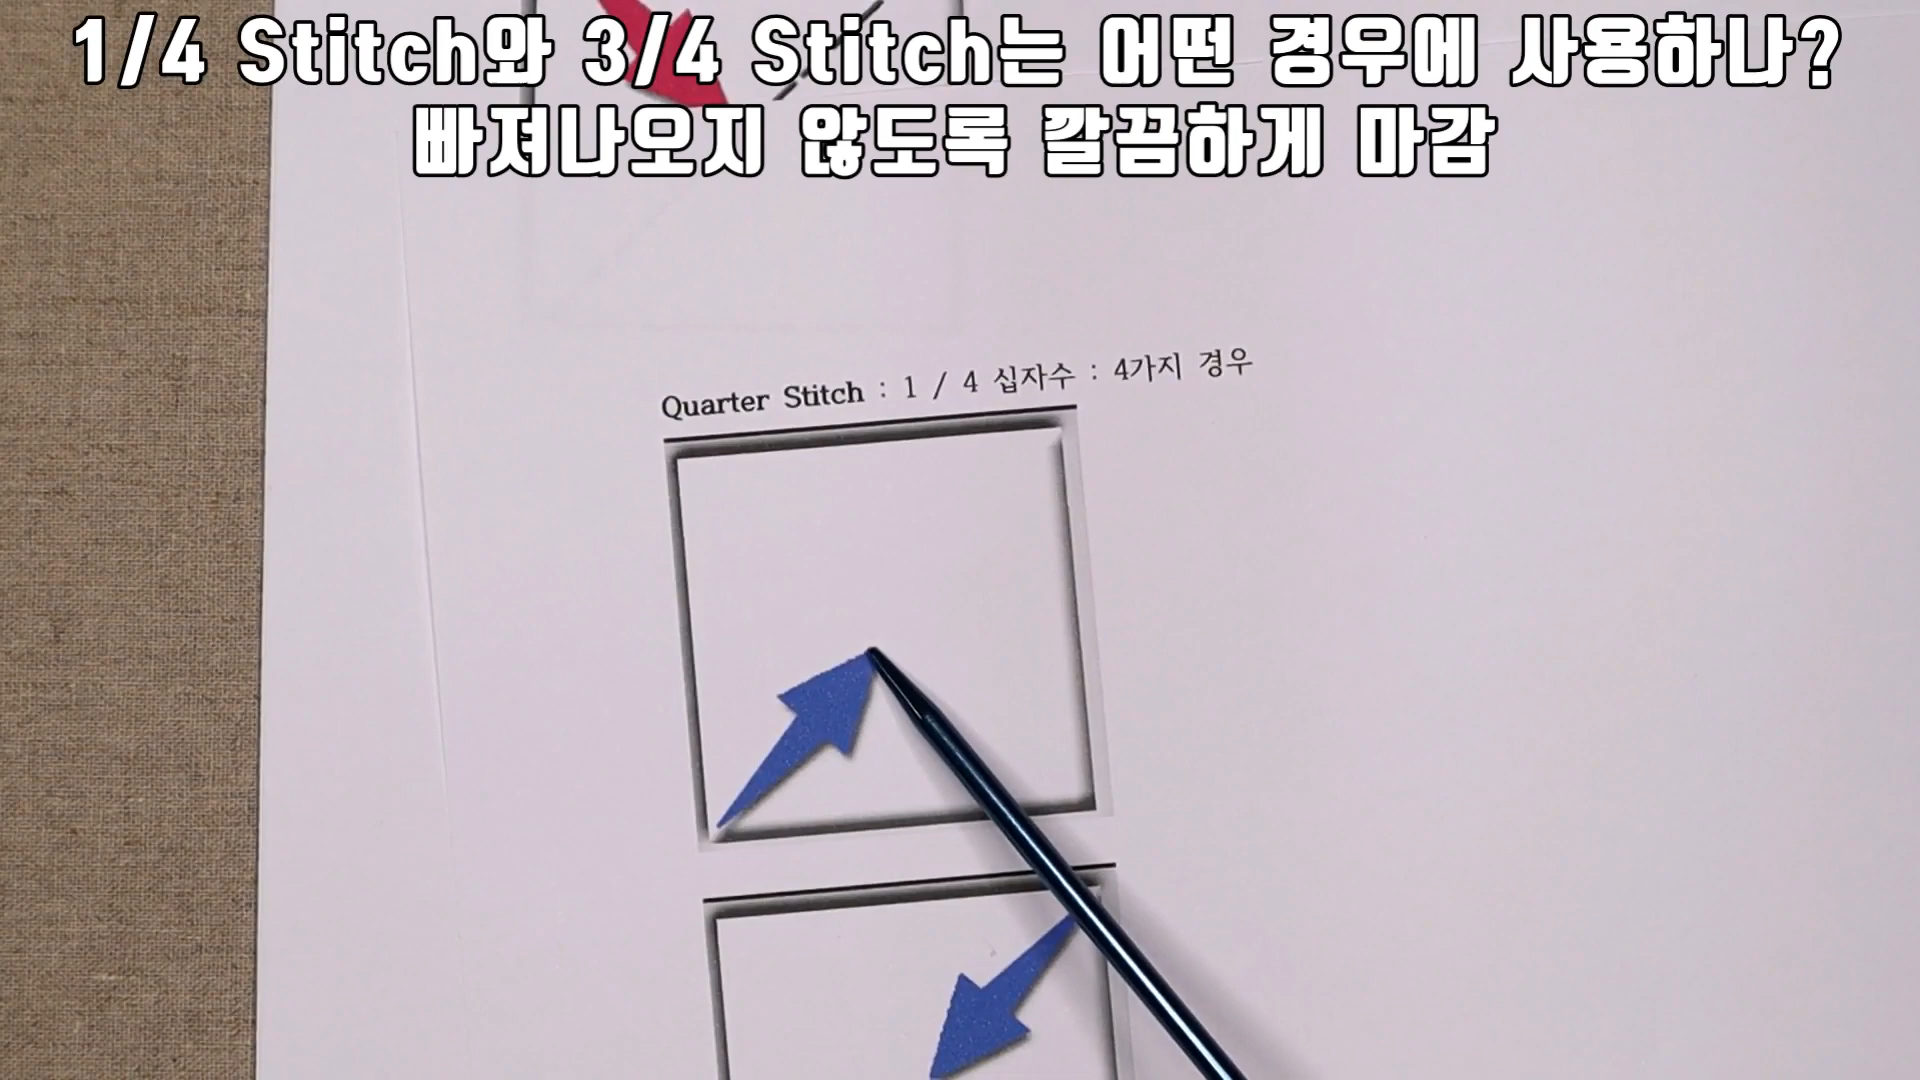 1/4 Stitch와 3/4 Stitch는 어떤 경우에 사용하나?
빠져나오지 않도록 깔끔하게 마감
Quarter Stitch : 1 / 4 십자수 : 4가지 경우